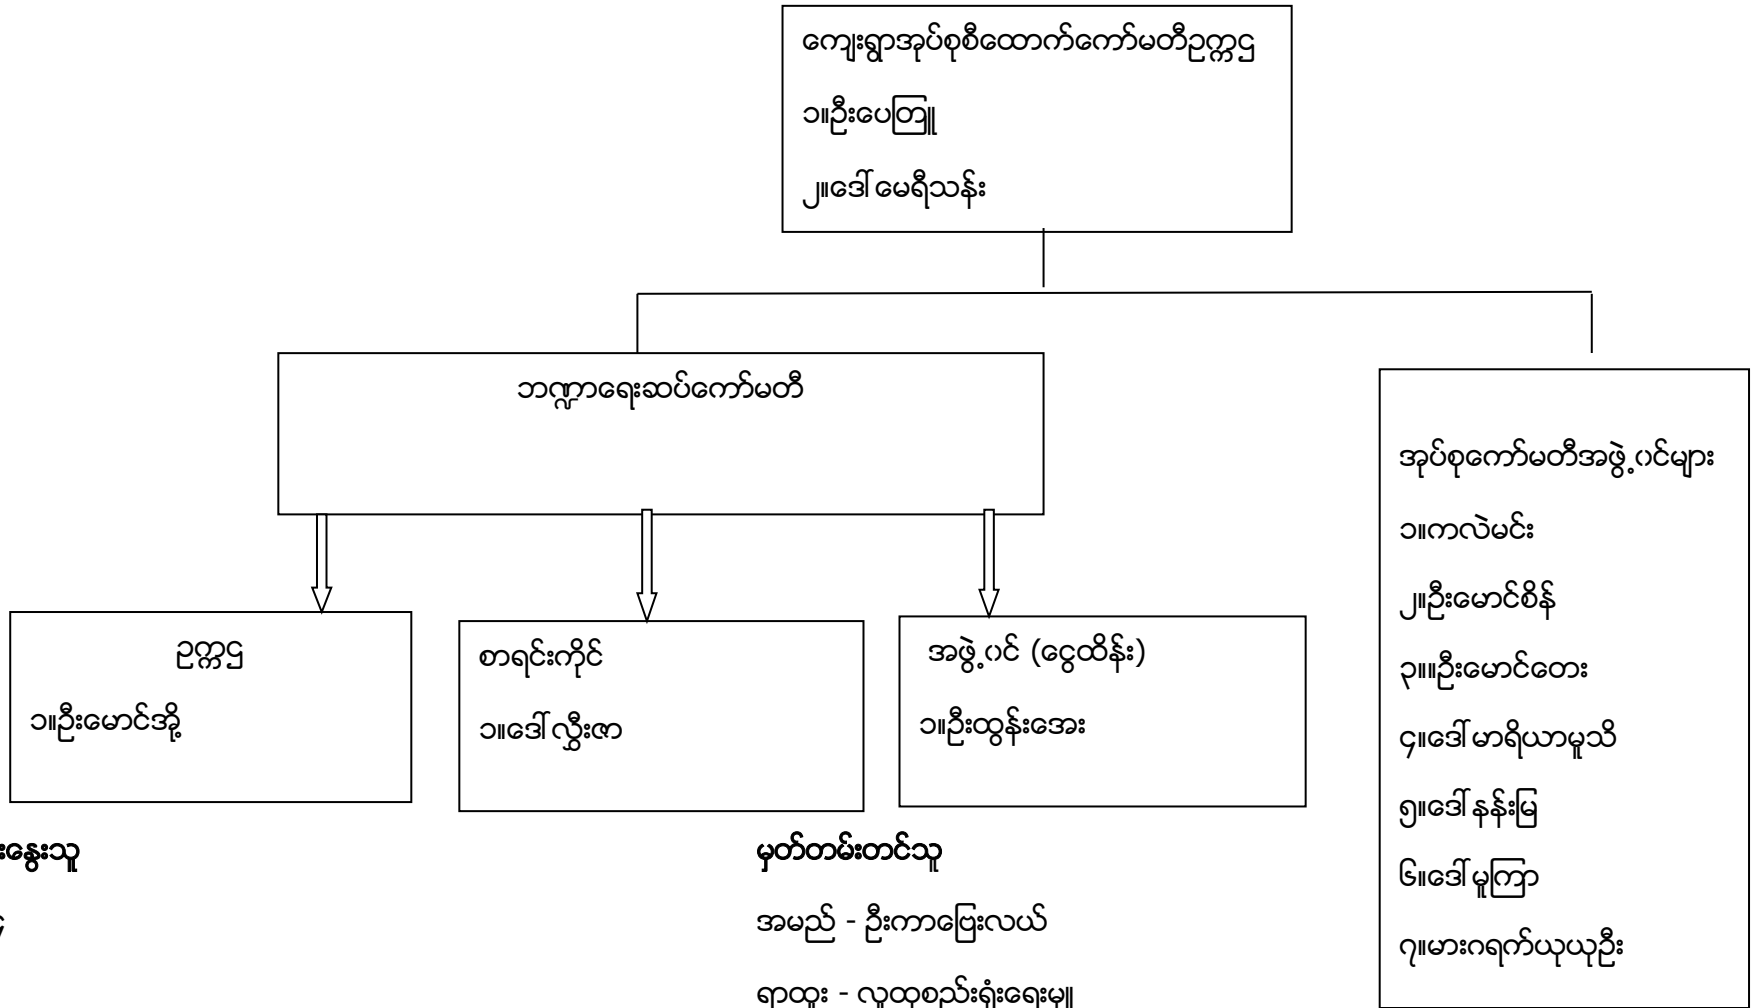 ကျေးရွာအုပ်စုစီထောက်ကော်မတီဥက္ကဌ
၁။ဦးပေတြူ
၂။ဒေါ်မေရီသန်း
ဘဏ္ဍာရေးဆပ်ကော်မတီ
ဥက္ကဌ
၁။ဦးမောင်အို့
စာရင်းကိုင်
၁။ဒေါ်လွှီးဇာ
အဖွဲ့ဝင် (ငွေထိန်း)
၁။ဦးထွန်းအေး
အုပ်စုကော်မတီအဖွဲ့ဝင်များ
၁။ကလဲမင်း
၂။ဦးမောင်စိန်
၃။။ဦးမောင်တေး
၄။ဒေါ်မာရိယာမူသိ
၅။ဒေါ်နန်းမြ
၆။ဒေါ်မူကြာ
၇။မားဂရက်ယုယုဦး
မှတ်တမ်းတင်သူ
အမည် - ဦးကာဗြေးလယ်
ရာထူး - လူထုစည်းရုံးရေးမှူး